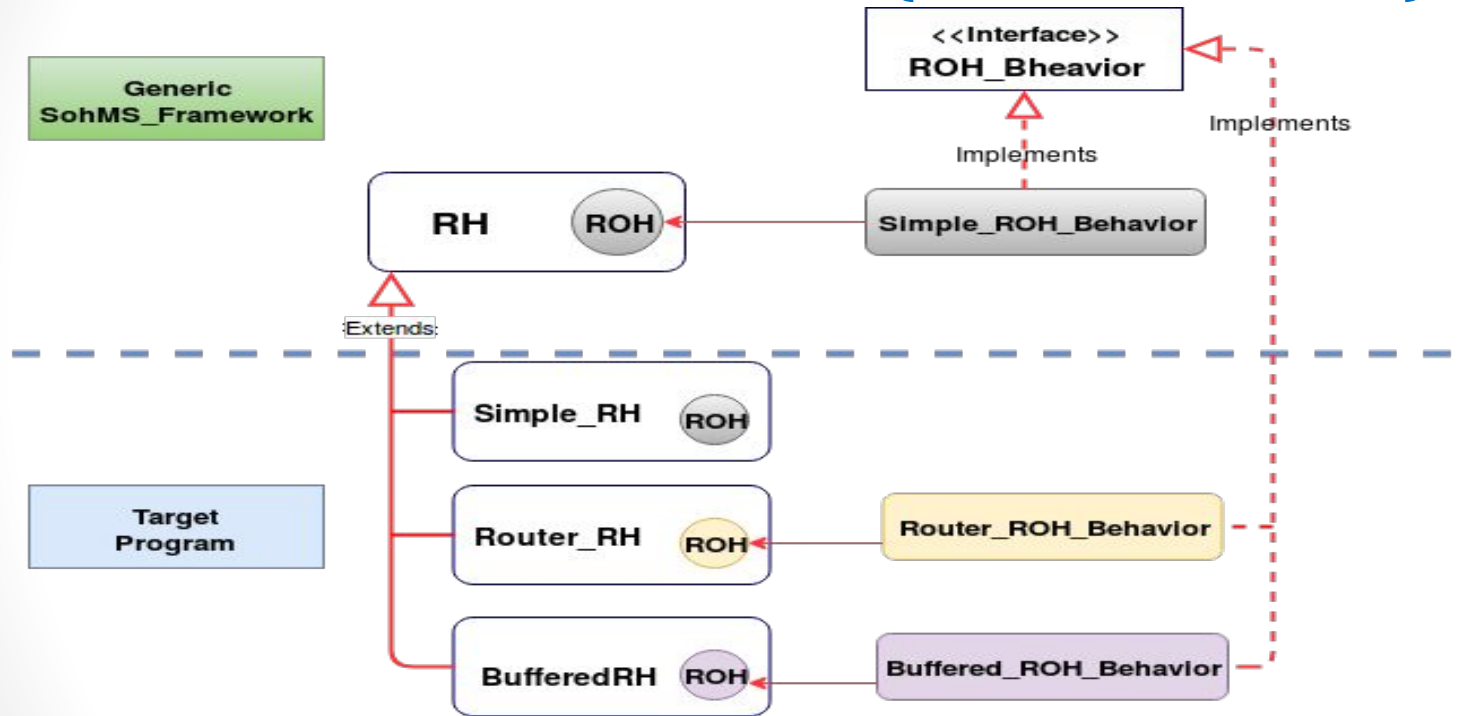 <<Interface>>
ROH_Bheavior
Generic
SohMS_Framework
Implements
Implements
RH
ROH
Simple_ROH_Behavior
:Extends:
Simple_RH
ROH
Target
Program
Router_RH
ROH
Router_ROH_Behavior
BufferedRH
ROH
Buffered_ROH_Behavior